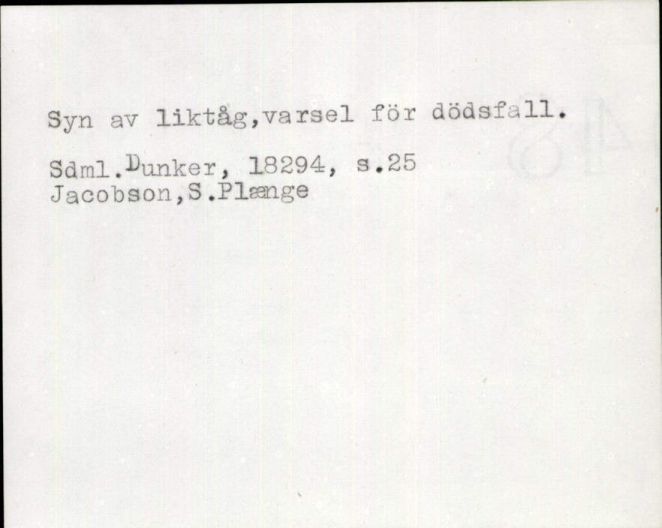 Syn av liktåg,varsel för dödsfall.
Sdml.Dunker, 18294, s.25
Jacobson,S.Plænge